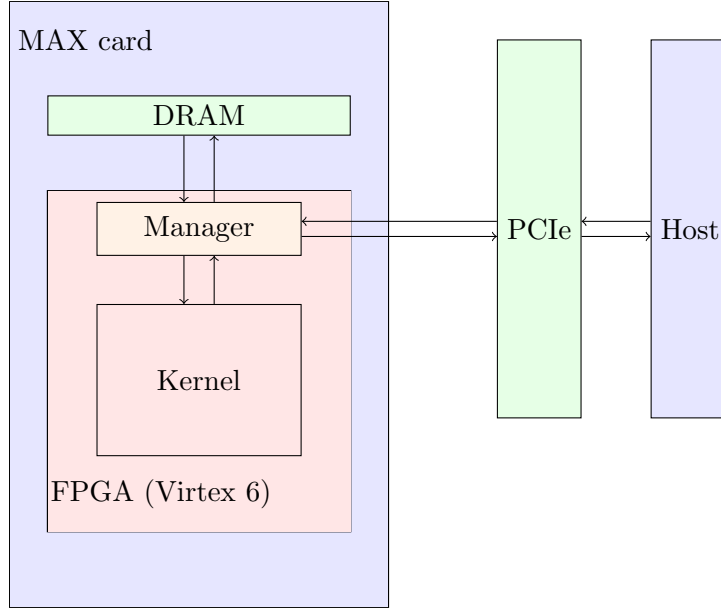 MAX card
DRAM
Manager
PCIe
Host
Kernel
FPGA (Virtex 6)